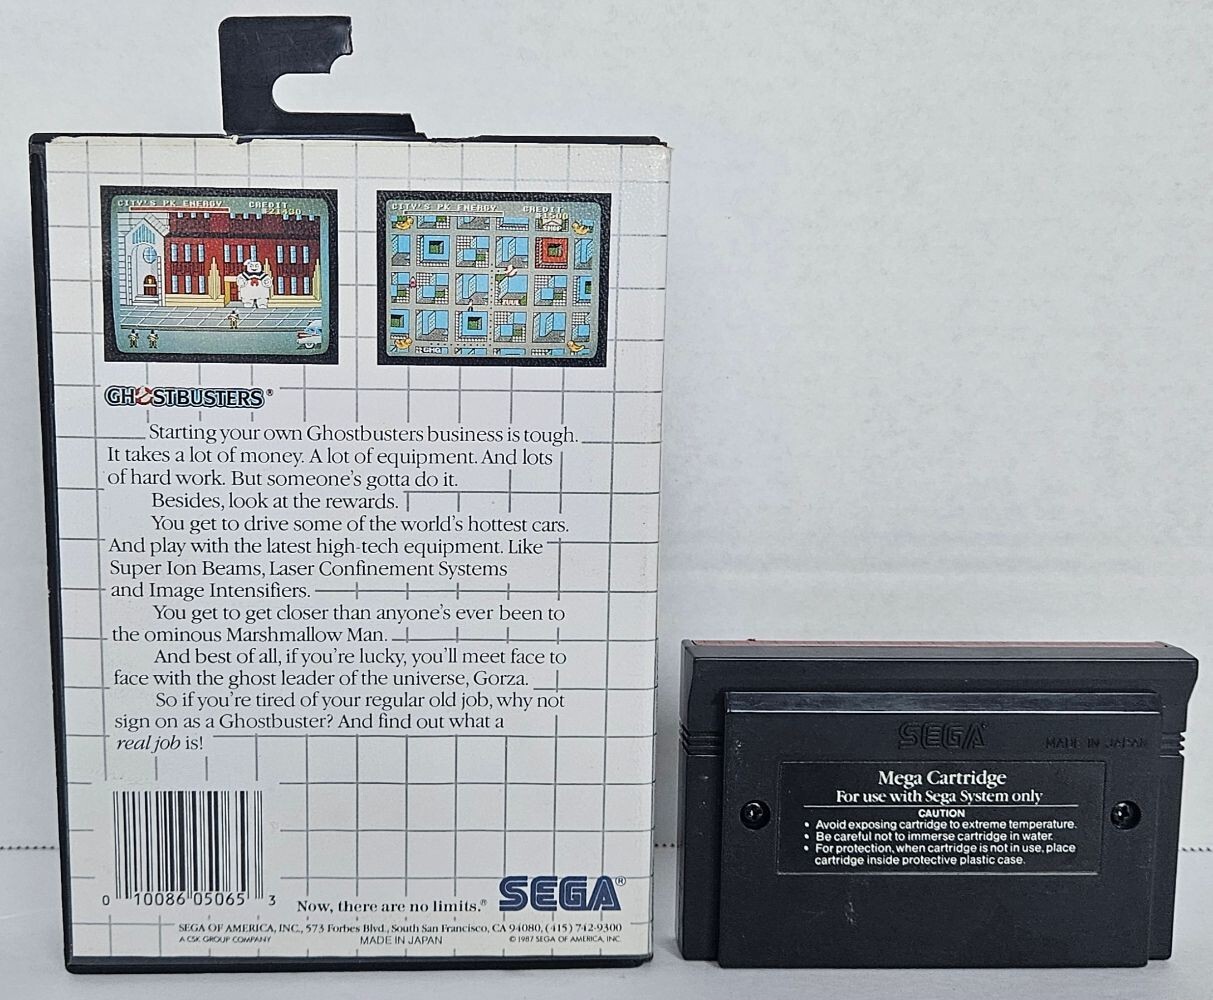 CITY'S PK ENERGY CREDIT
$21430
CITY'S PK ENERGY CREDIT
SHOP
ZUUL
GHQ
GHOSTBUSTERS®
Starting your own Ghostbusters business is tough.
It takes a lot of money. A lot of equipment. And lots
of hard work. But someone's gotta do it.
Besides, look at the rewards.
You get to drive some of the world's hottest cars.
And play with the latest high-tech equipment. Like
Super Ion Beams, Laser Confinement Systems
and Image Intensifiers.
You get to get closer than anyone's ever been to
the ominous Marshmallow Man.
And best of all, if you're lucky, you'll meet face to
face with the ghost leader of the universe, Gorza.
So if you're tired of your regular old job, why not
sign on as a Ghostbuster? And find out what a
real job is!
0 10086 05065 3
Now, there are no limits.® SEGA®
SEGA OF AMERICA, INC., 573 Forbes Blvd., South San Francisco, CA 94080, (415) 742-9300
A CSK GROUP COMPANY MADE IN JAPAN © 1987 SEGA OF AMERICA, INC.
SEGA®
MADE IN JAPAN
Mega Cartridge
For use with Sega System only
CAUTION
• Avoid exposing cartridge to extreme temperature.
• Be careful not to immerse cartridge in water.
• For protection, when cartridge is not in use, place
cartridge inside protective plastic case.